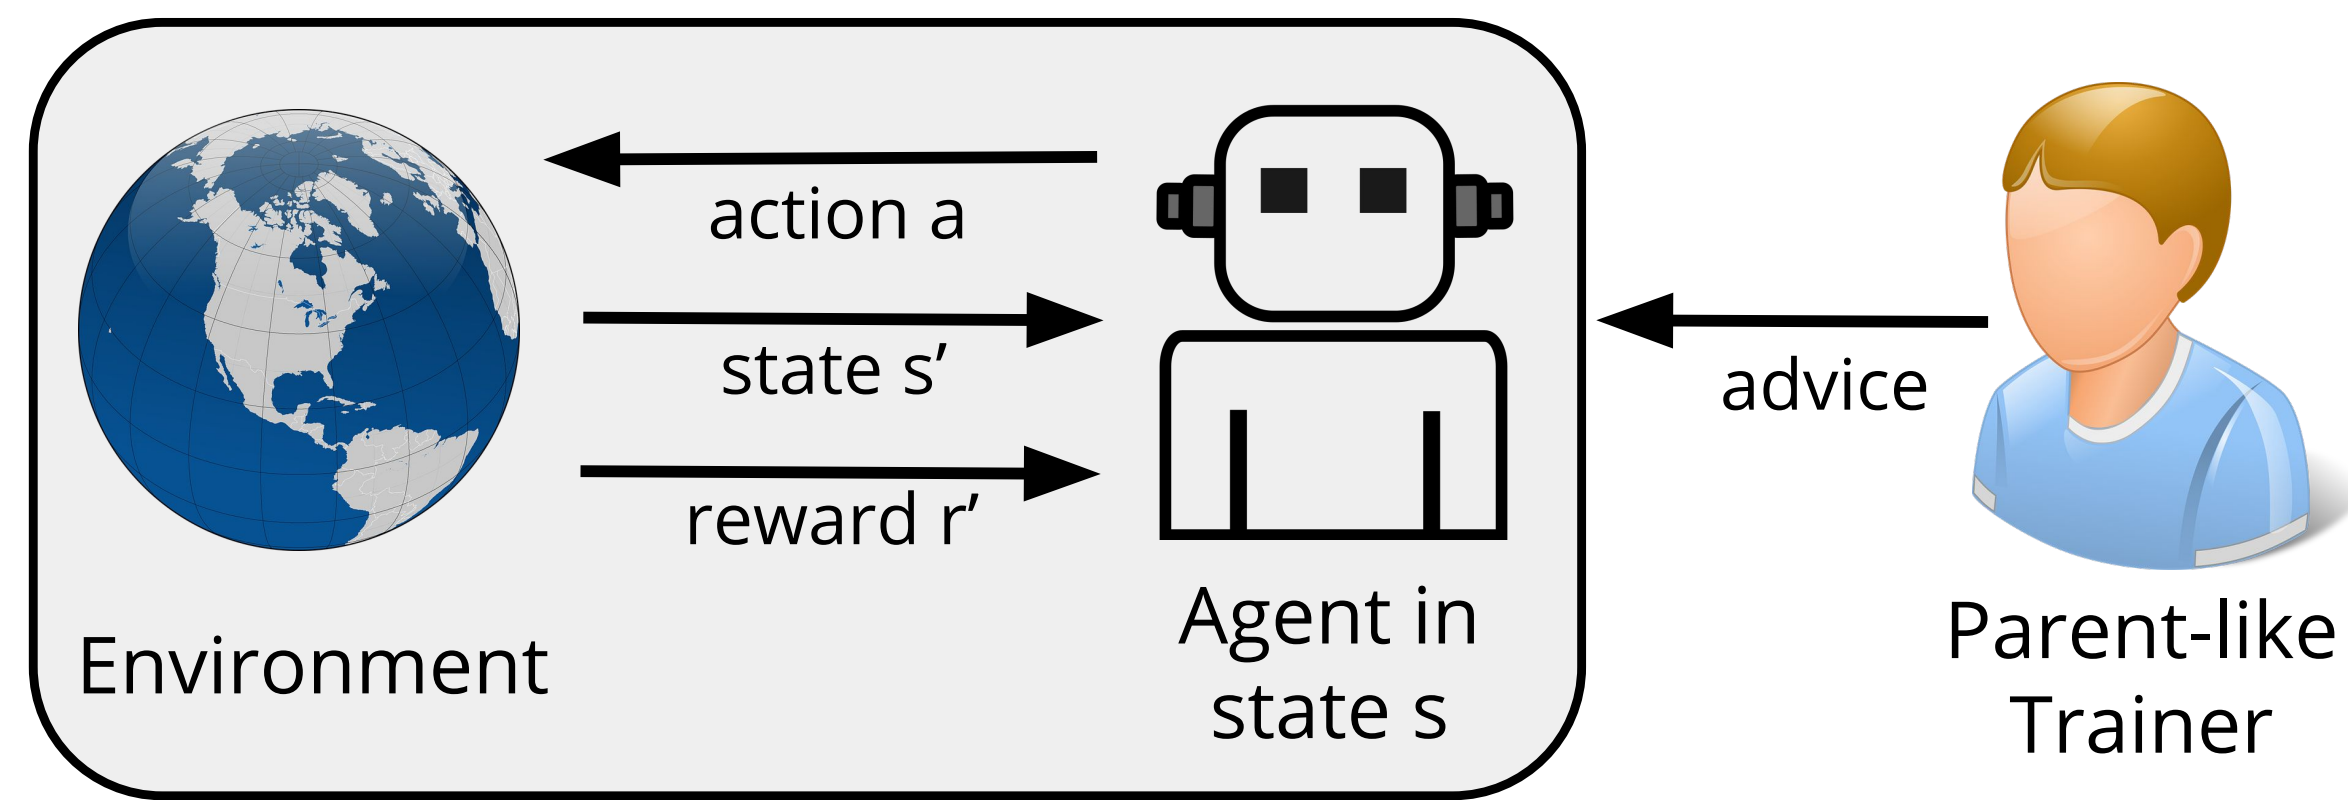 action a
state s’
reward r’
advice
Environment
Agent in
state s
Parent-like
Trainer